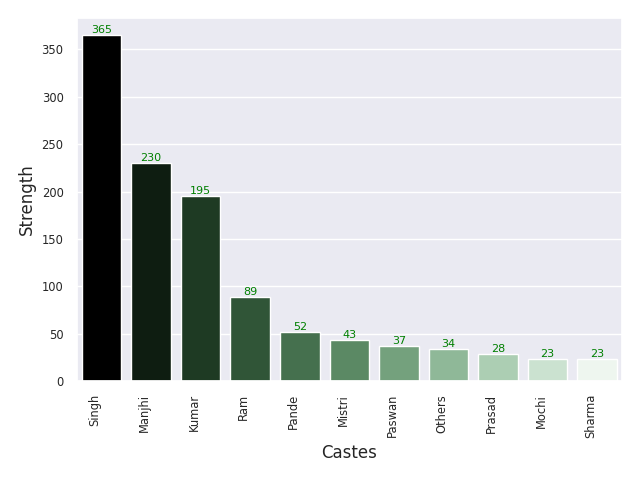 365
350
300
250
230
200
195
150
100
89
50
52
43
37
34
28
23
23
0
Strength
Singh
Manjhi
Kumar
Ram
Pande
Mistri
Paswan
Others
Prasad
Mochi
Sharma
Castes